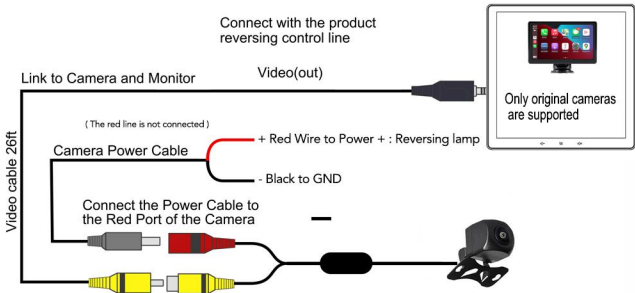 Connect with the product
reversing control line
Link to Camera and Monitor
Video(out)
Only original cameras
are supported
( The red line is not connected )
+ Red Wire to Power + : Reversing lamp
Camera Power Cable
- Black to GND
Video cable 26ft
Connect the Power Cable to
the Red Port of the Camera